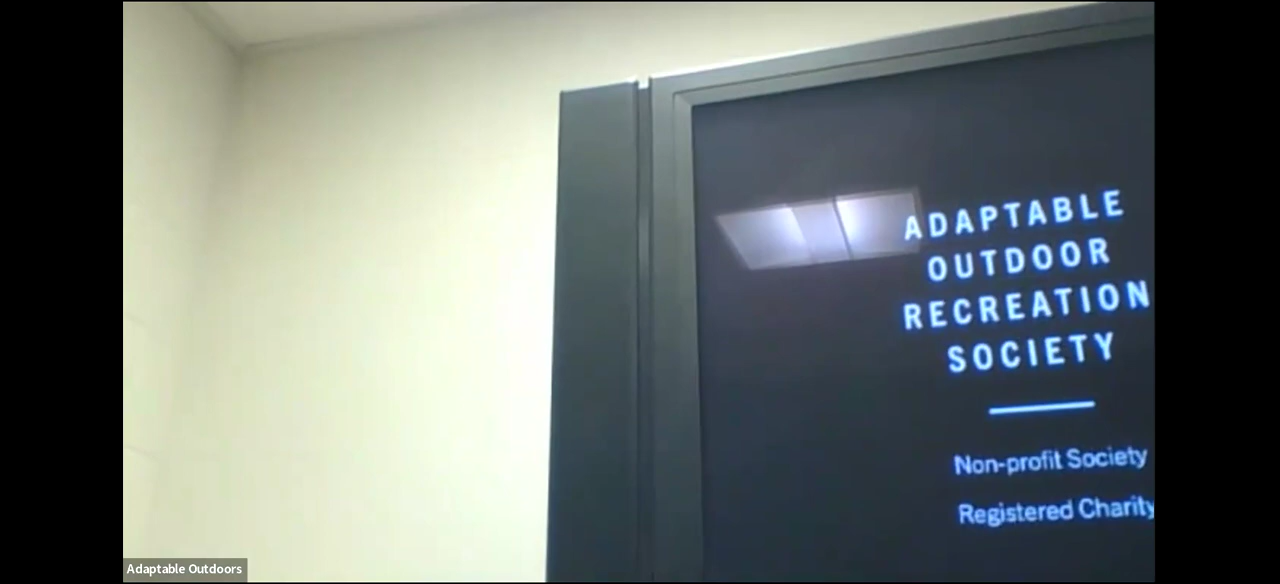 ADAPTABLE
OUTDOOR
RECREATION
SOCIETY
Non-profit Society
Registered Charity
Adaptable Outdoors